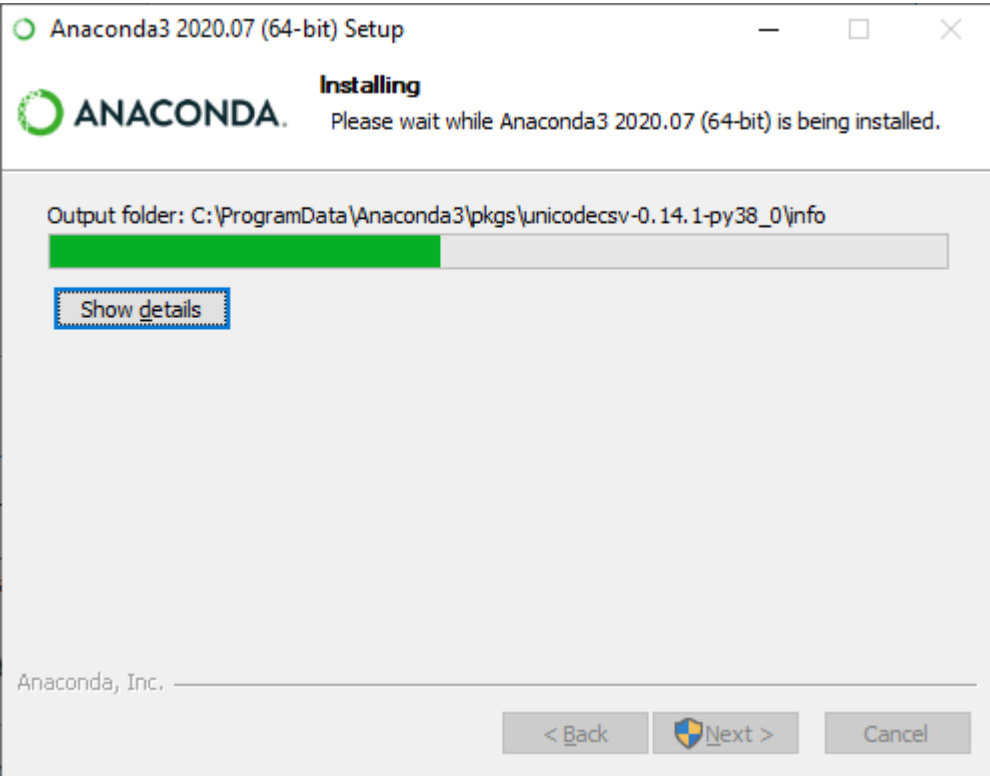 Anaconda3 2020.07 (64-bit) Setup
ANACONDA.
Installing
Please wait while Anaconda3 2020.07 (64-bit) is being installed.
Output folder: C:\ProgramData\Anaconda3\pkgs\unicodecsv-0.14.1-py38_0\info
Show details
Anaconda, Inc.
< Back Next > Cancel